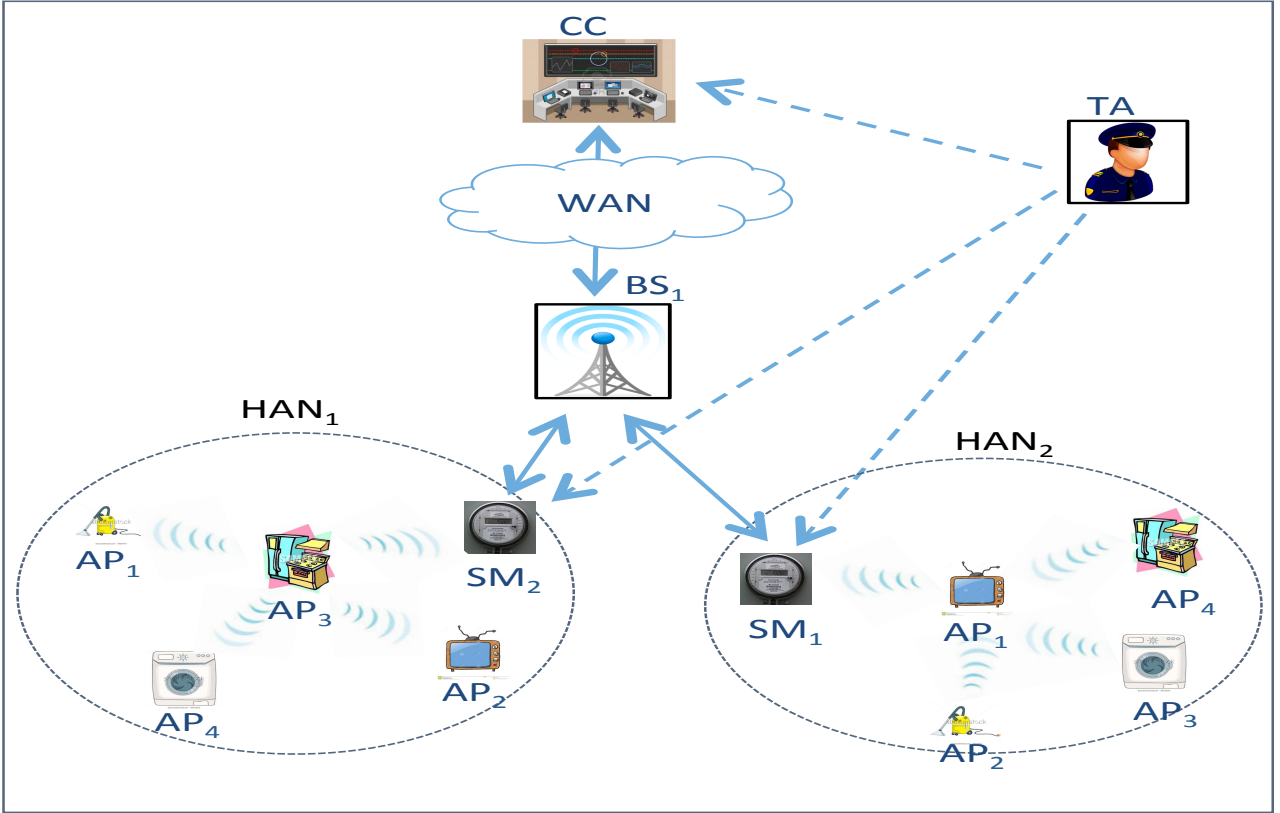 CC
TA
WAN
BS₁
HAN₁
HAN₂
AP₁
SM₂
AP₃
AP₂
AP₄
SM₁
AP₁
AP₄
AP₃
AP₂